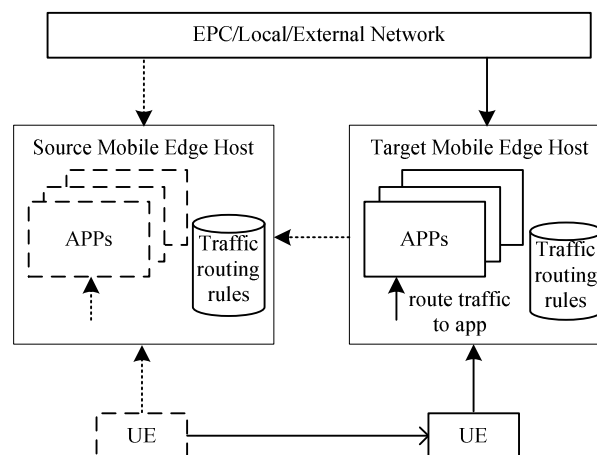 EPC/Local/External Network
Source Mobile Edge Host
Target Mobile Edge Host
APPs
Traffic
routing
rules
APPs
route traffic
to app
Traffic
routing
rules
UE
UE